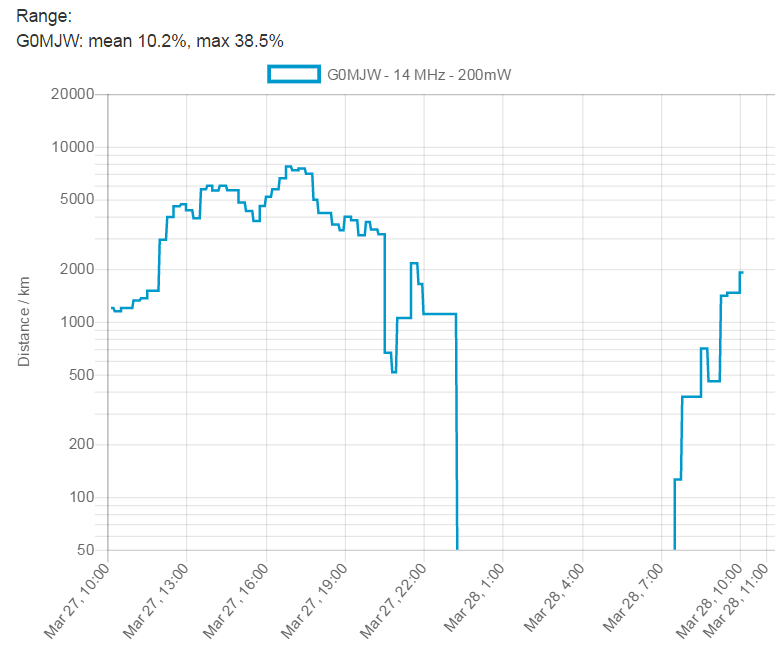 Range:
G0MJW: mean 10.2%, max 38.5%
G0MJW - 14 MHz - 200mW
20000
10000
5000
2000
1000
500
200
100
50
Distance / km
Mar 27, 10:00
Mar 27, 13:00
Mar 27, 16:00
Mar 27, 19:00
Mar 27, 22:00
Mar 28, 1:00
Mar 28, 4:00
Mar 28, 7:00
Mar 28, 10:00
Mar 28, 11:00